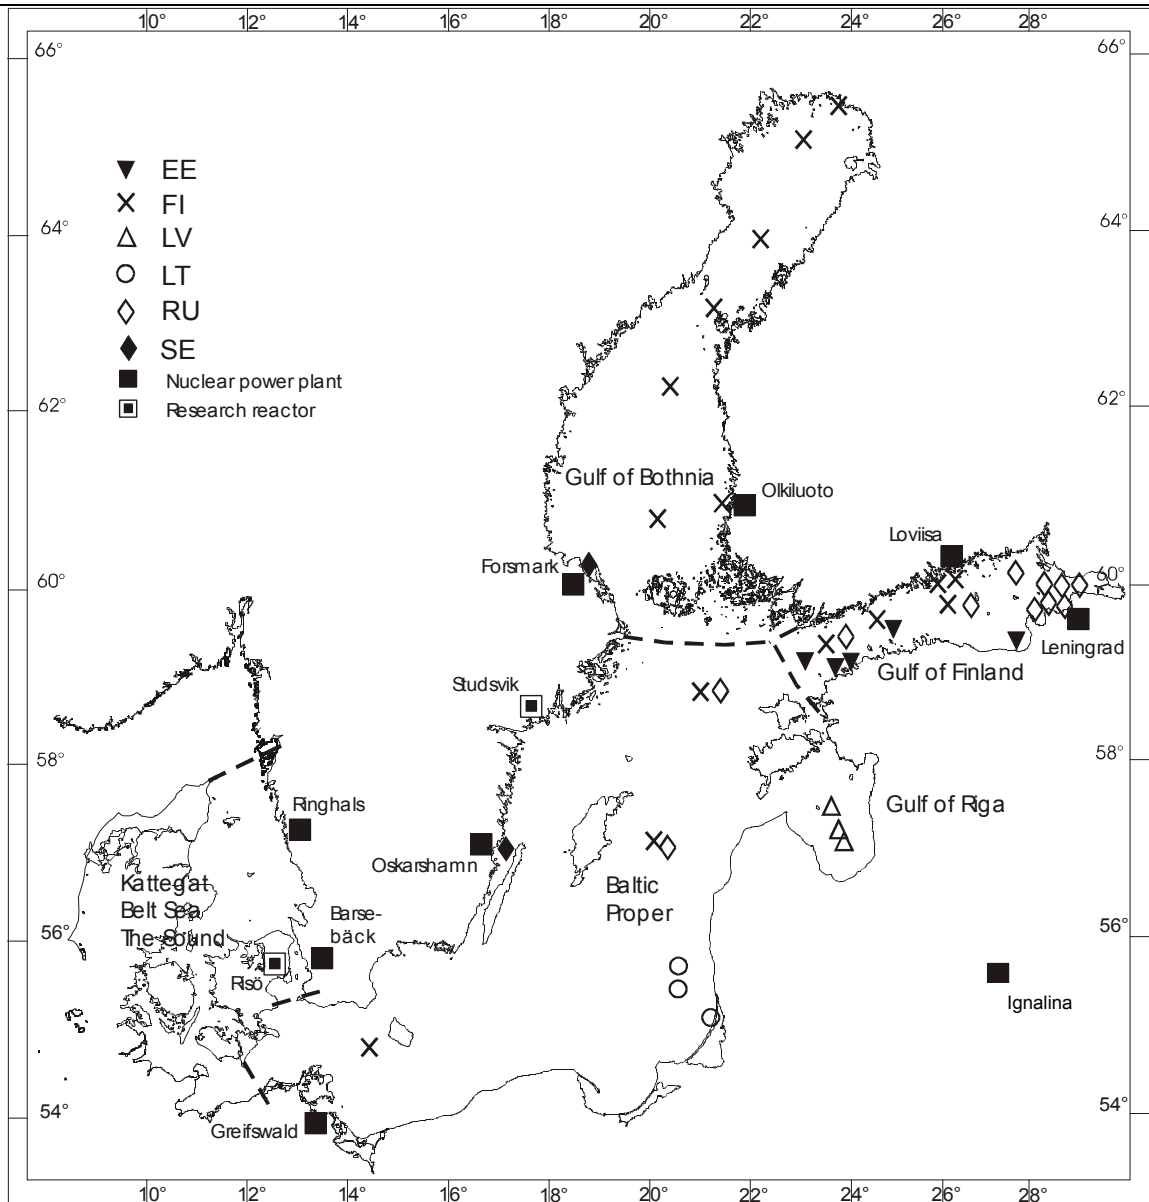 10° 12° 14° 16° 18° 20° 22° 24° 26° 28°
66° 66°
EE
FI
LV
LT
RU
SE
Nuclear power plant
Research reactor
64° 64°
62° 62°
Gulf of Bothnia
Olkiluoto
Loviisa
Forsmark
60° 60°
Leningrad
Gulf of Finland
Studsvik
58° 58°
Ringhals
Gulf of Riga
Oskarshamn
Kattegat
Belt Sea
The Sound
Baltic
Proper
Barse-
bäck
56° 56°
Risö
Ignalina
54° 54°
Greifswald
10° 12° 14° 16° 18° 20° 22° 24° 26° 28°